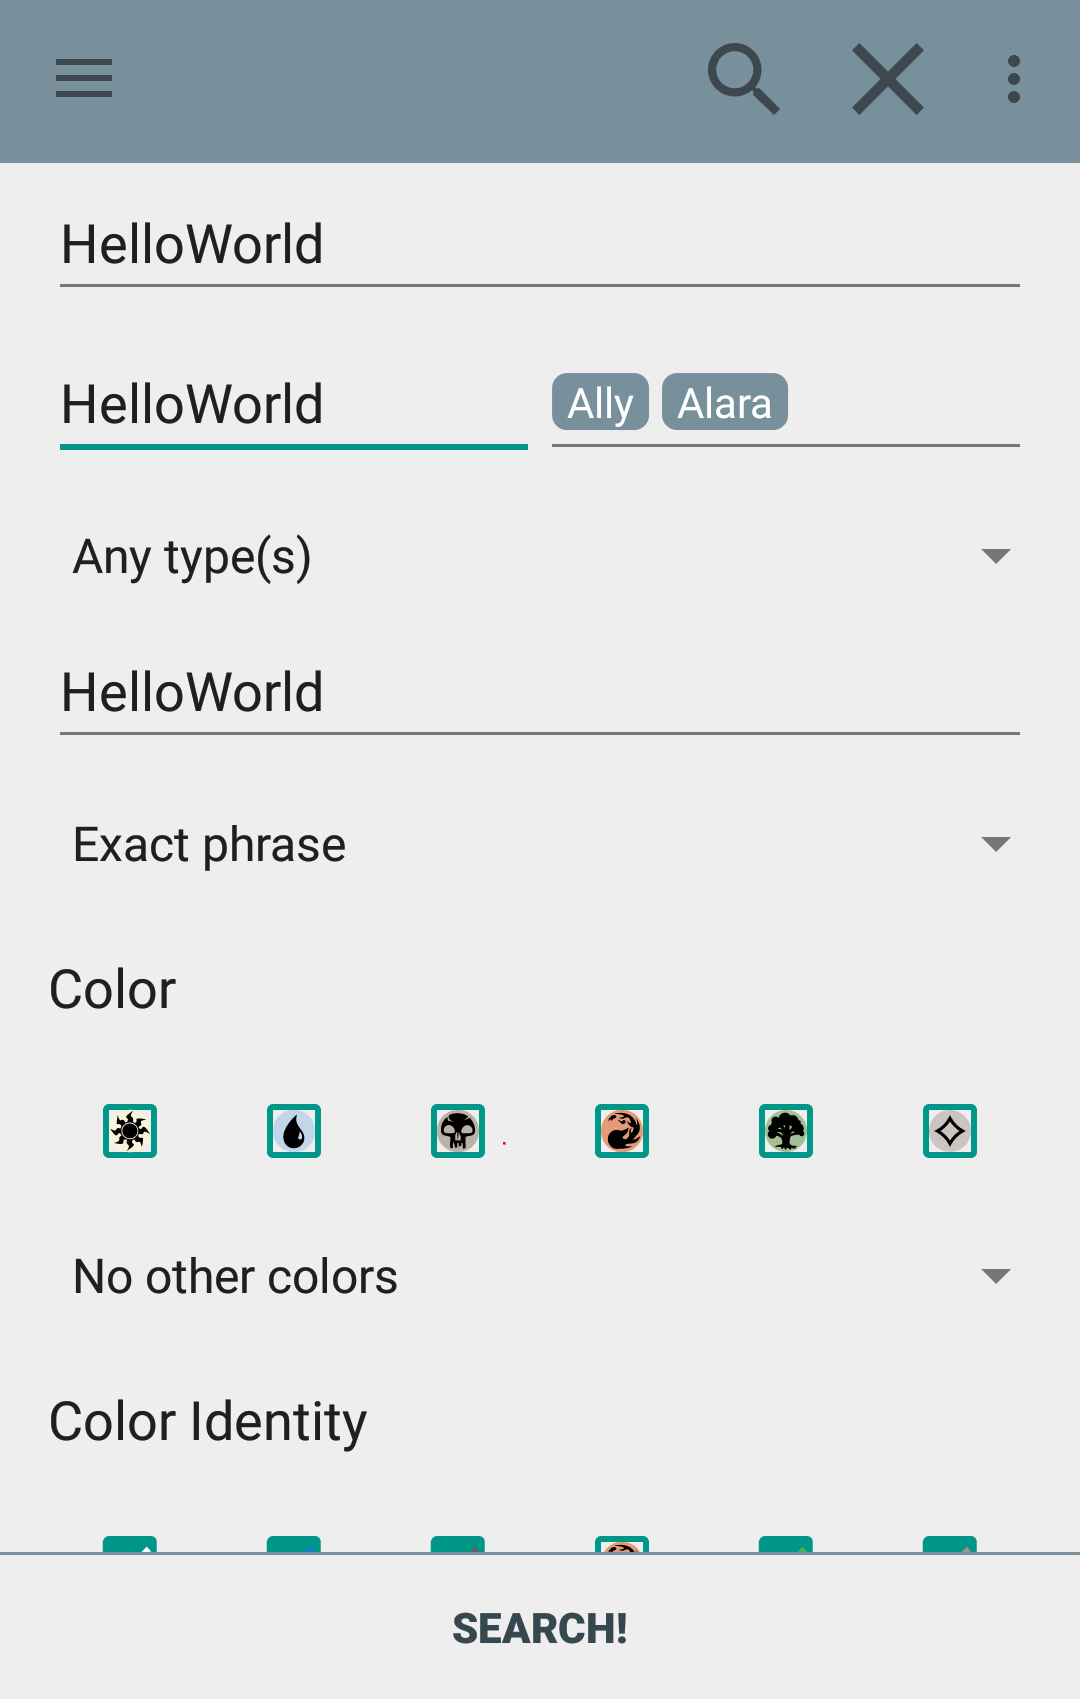 HelloWorld
HelloWorld Ally Alara
Any type(s)
HelloWorld
Exact phrase
Color
No other colors
Color Identity
SEARCH!